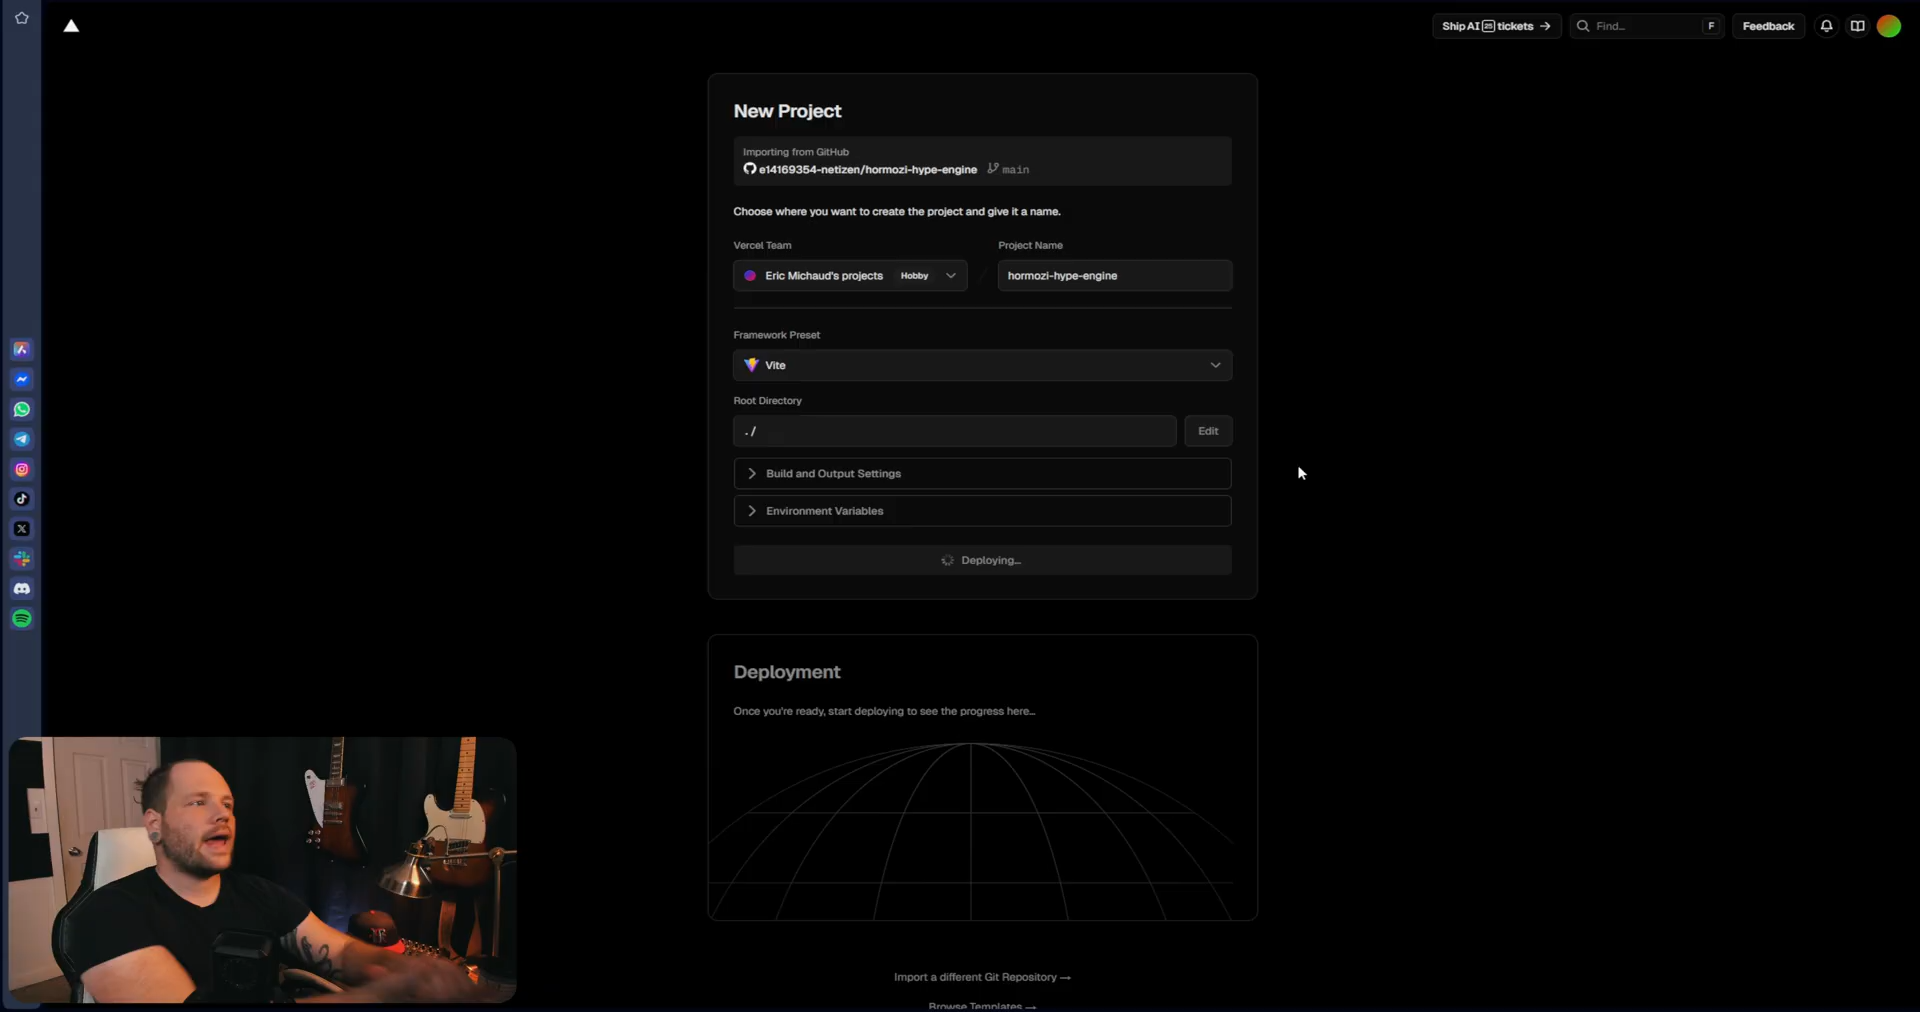 Ship AI 25 tickets →
Find...
F
Feedback
New Project
Importing from GitHub
e14169354-netizen/hormozi-hype-engine main
Choose where you want to create the project and give it a name.
Vercel Team
Project Name
Eric Michaud's projects Hobby
hormozi-hype-engine
Framework Preset
Vite
Root Directory
./
Edit
Build and Output Settings
Environment Variables
Deploying...
Deployment
Once you're ready, start deploying to see the progress here...
Import a different Git Repository →
Browse Templates →